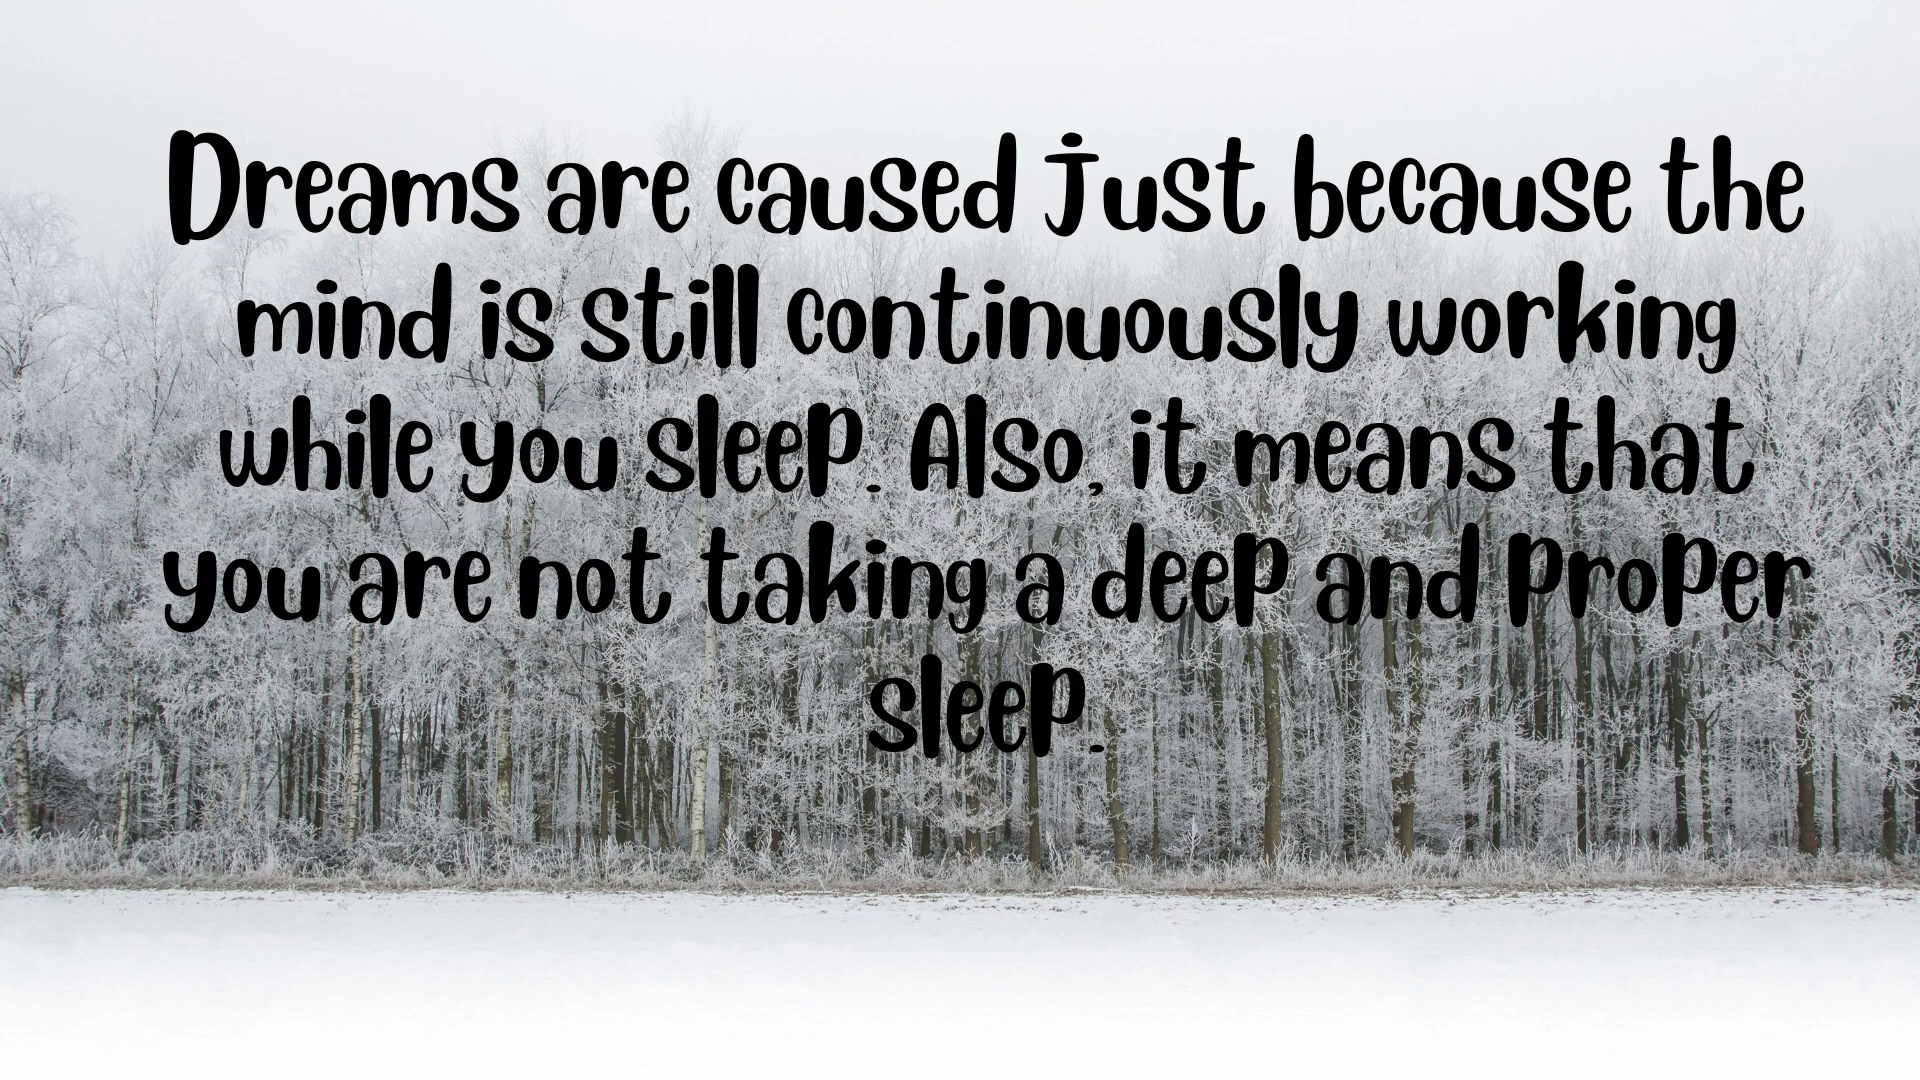 Dreams are caused just because the
mind is still continuously working
while you sleep. Also, it means that
you are not taking a deep and proper
sleep.